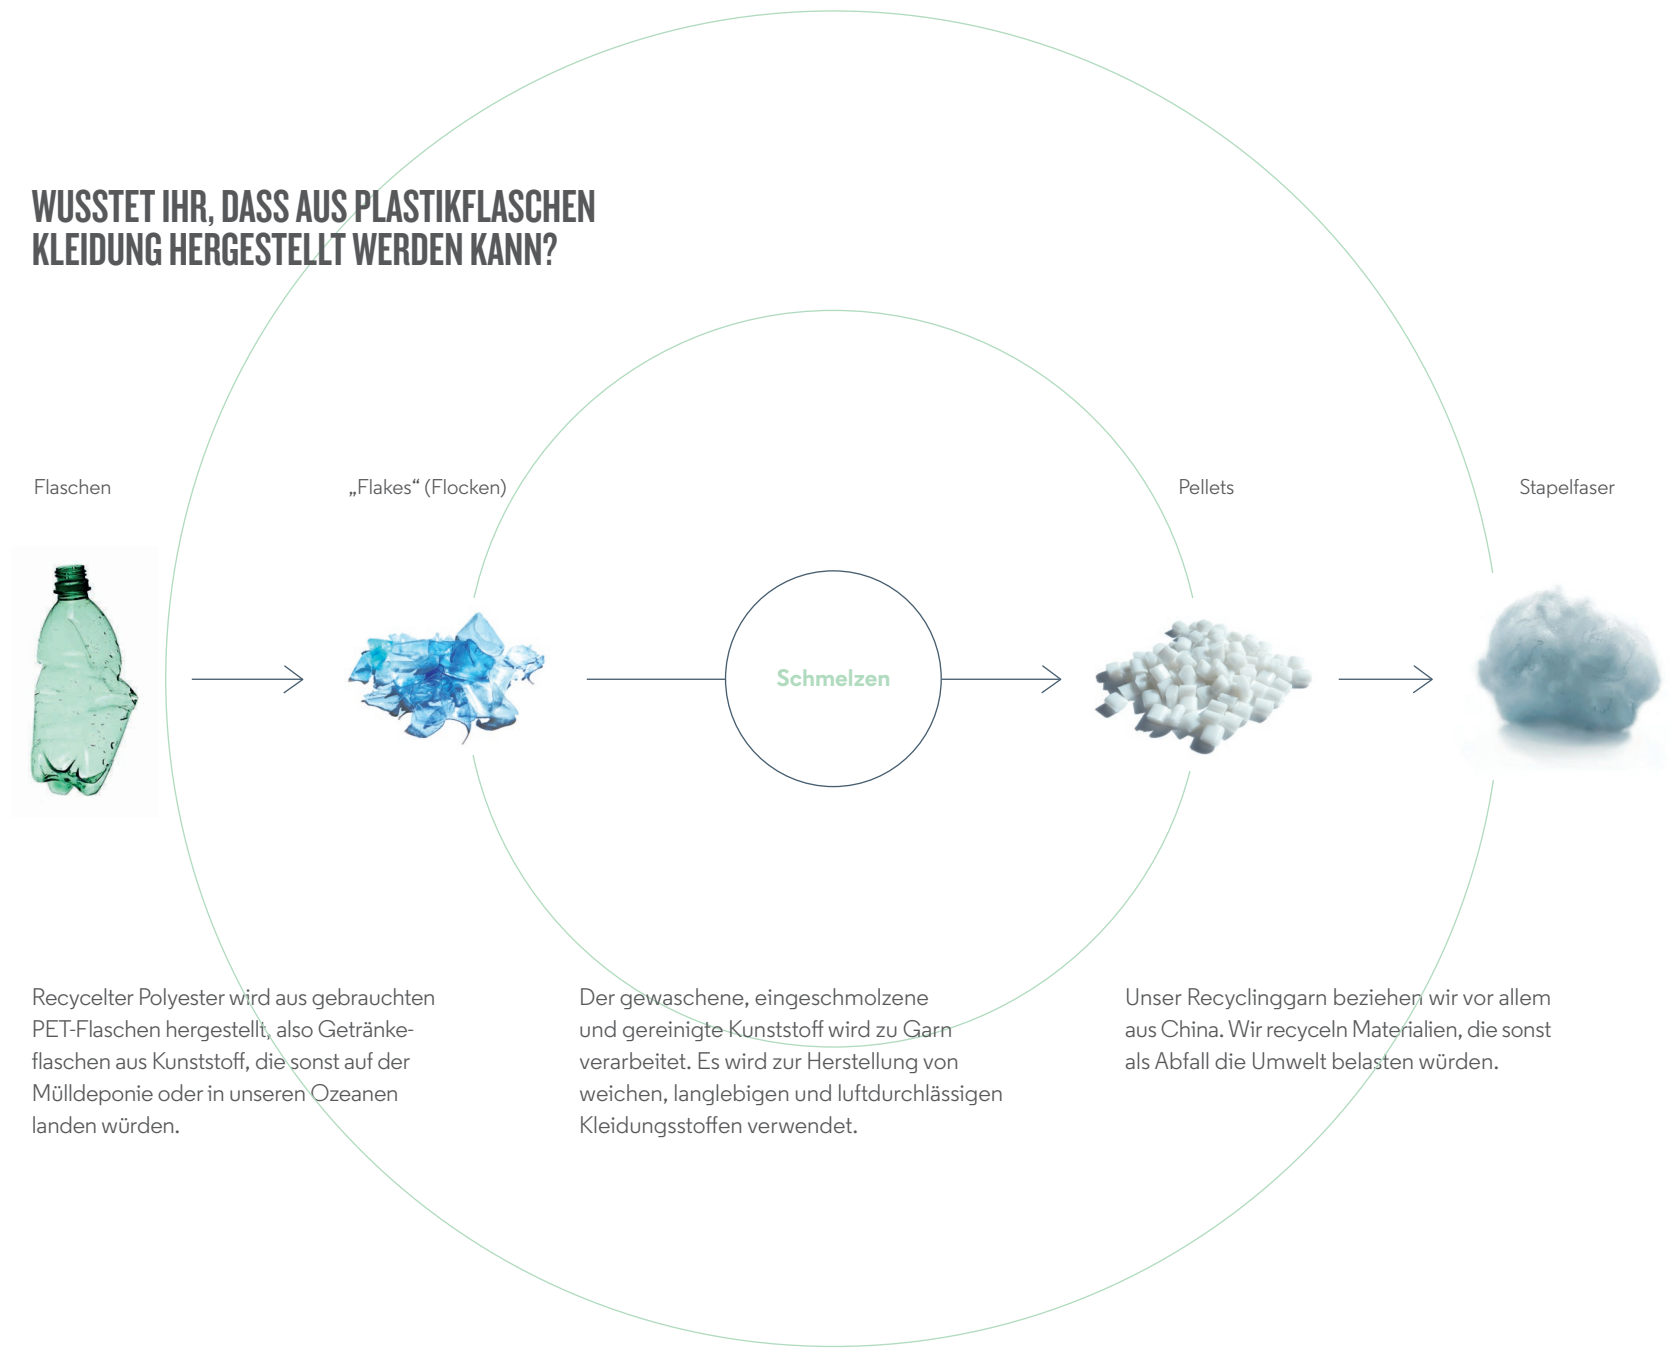 WUSSTET IHR, DASS AUS PLASTIKFLASCHEN
KLEIDUNG HERGESTELLT WERDEN KANN?
Flaschen
„Flakes“ (Flocken)
Pellets
Stapelfaser
Schmelzen
Recycelter Polyester wird aus gebrauchten
PET-Flaschen hergestellt, also Getränke-
flaschen aus Kunststoff, die sonst auf der
Mülldeponie oder in unseren Ozeanen
landen würden.
Der gewaschene, eingeschmolzene
und gereinigte Kunststoff wird zu Garn
verarbeitet. Es wird zur Herstellung von
weichen, langlebigen und luftdurchlässigen
Kleidungsstoffen verwendet.
Unser Recyclinggarn beziehen wir vor allem
aus China. Wir recyceln Materialien, die sonst
als Abfall die Umwelt belasten würden.